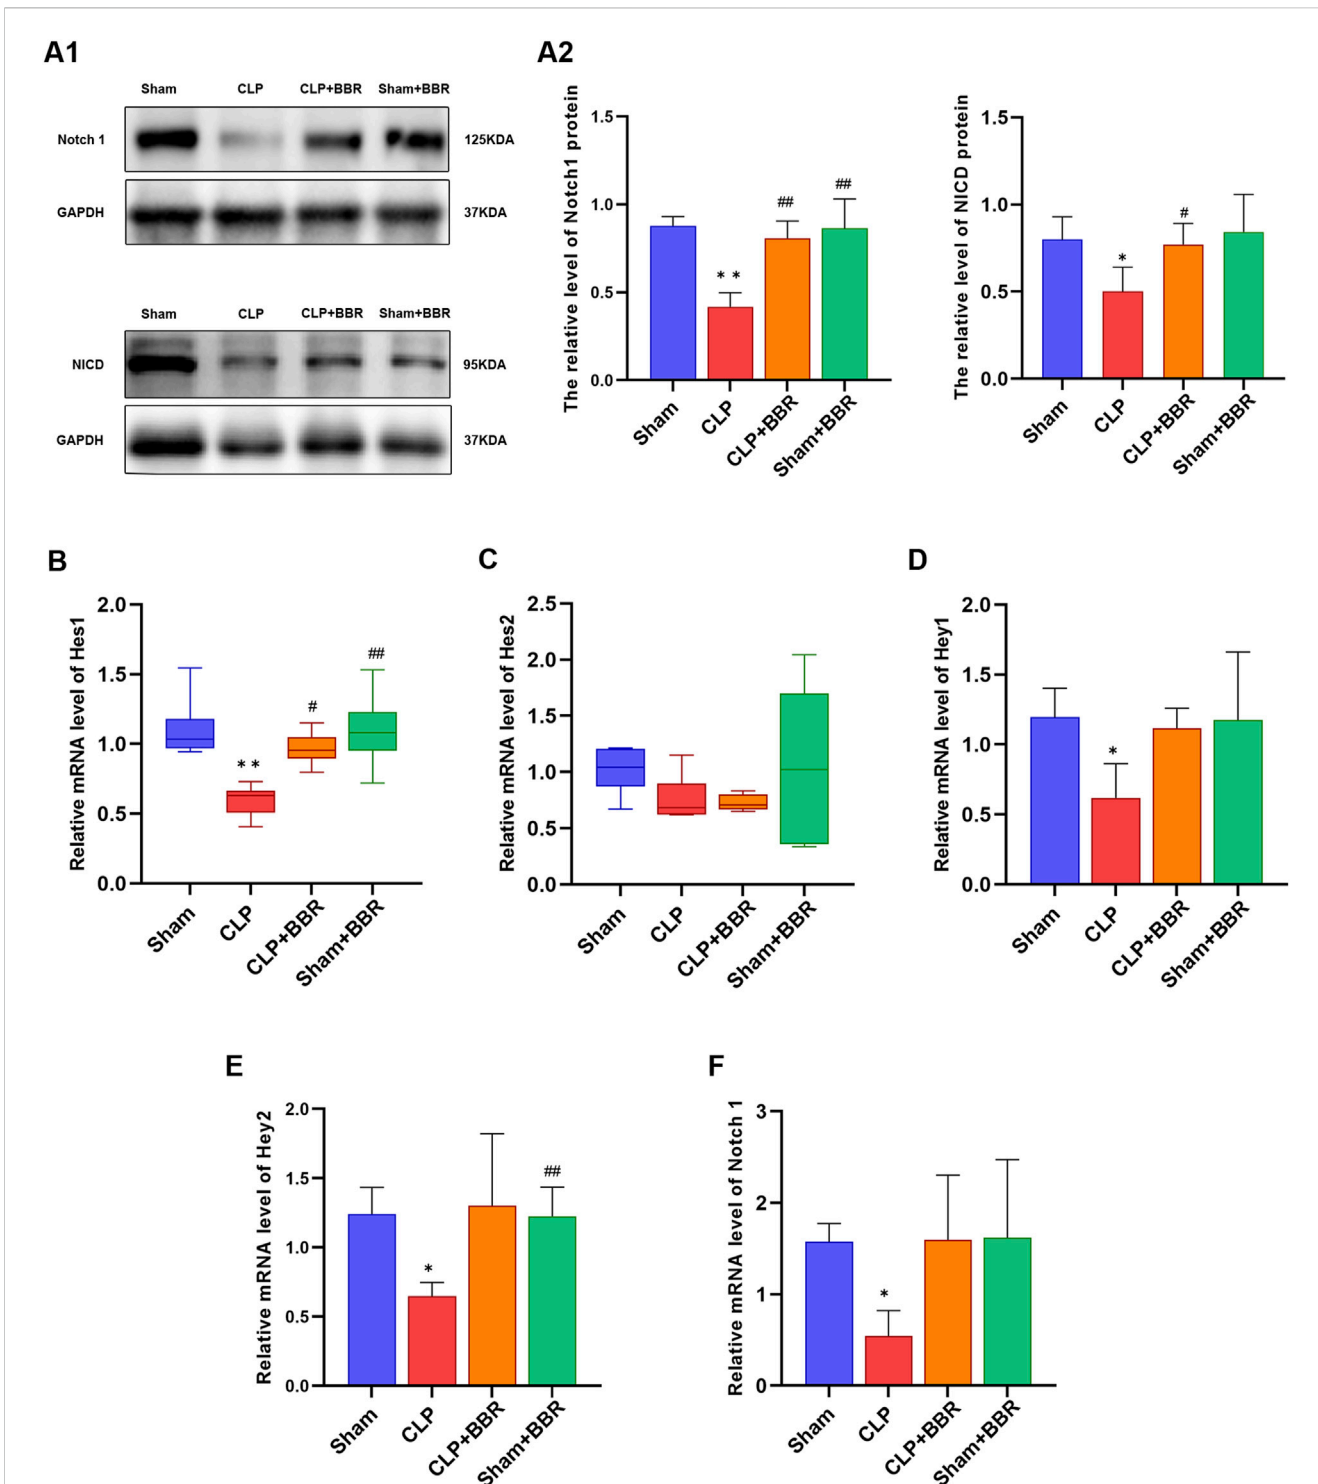 A1
A2
Sham CLP CLP+BBR Sham+BBR
Notch 1 125KDA
GAPDH 37KDA
Sham CLP CLP+BBR Sham+BBR
NICD 95KDA
GAPDH 37KDA
The relative level of Notch1 protein
1.5
1.0
0.5
0.0
** ## ##
Sham CLP CLP+BBR Sham+BBR
The relative level of NICD protein
1.5
1.0
0.5
0.0
* #
Sham CLP CLP+BBR Sham+BBR
B
Relative mRNA level of Hes1
2.0
1.5
1.0
0.5
0.0
** # ##
Sham CLP CLP+BBR Sham+BBR
C
Relative mRNA level of Hes2
2.5
2.0
1.5
1.0
0.5
0.0
Sham CLP CLP+BBR Sham+BBR
D
Relative mRNA level of Hey1
2.0
1.5
1.0
0.5
0.0
*
Sham CLP CLP+BBR Sham+BBR
E
Relative mRNA level of Hey2
2.0
1.5
1.0
0.5
0.0
* ##
Sham CLP CLP+BBR Sham+BBR
F
Relative mRNA level of Notch 1
3
2
1
0
*
Sham CLP CLP+BBR Sham+BBR